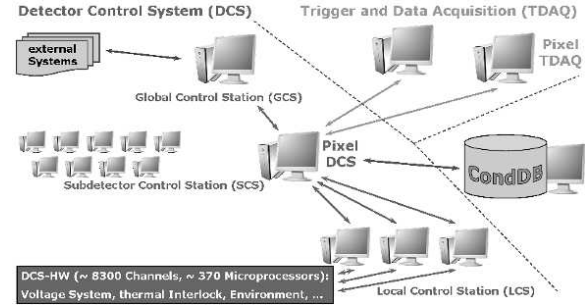 Detector Control System (DCS)
Trigger and Data Acquisition (TDAQ)
external
Systems
Pixel
TDAQ
Global Control Station (GCS)
Pixel
DCS
CondDB
Subdetector Control Station (SCS)
DCS-HW (~ 8300 Channels, ~ 370 Microprocessors):
Voltage System, thermal Interlock, Environment, ...
Local Control Station (LCS)